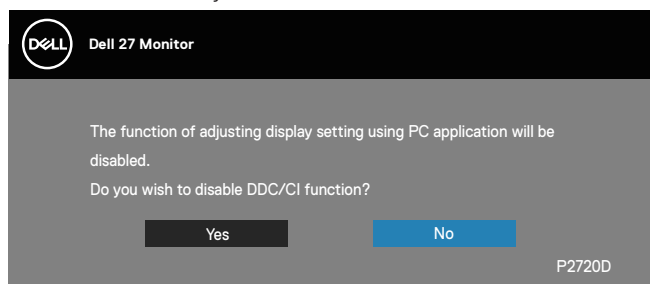 DELL
Dell 27 Monitor
The function of adjusting display setting using PC application will be
disabled.
Do you wish to disable DDC/CI function?
Yes
No
P2720D